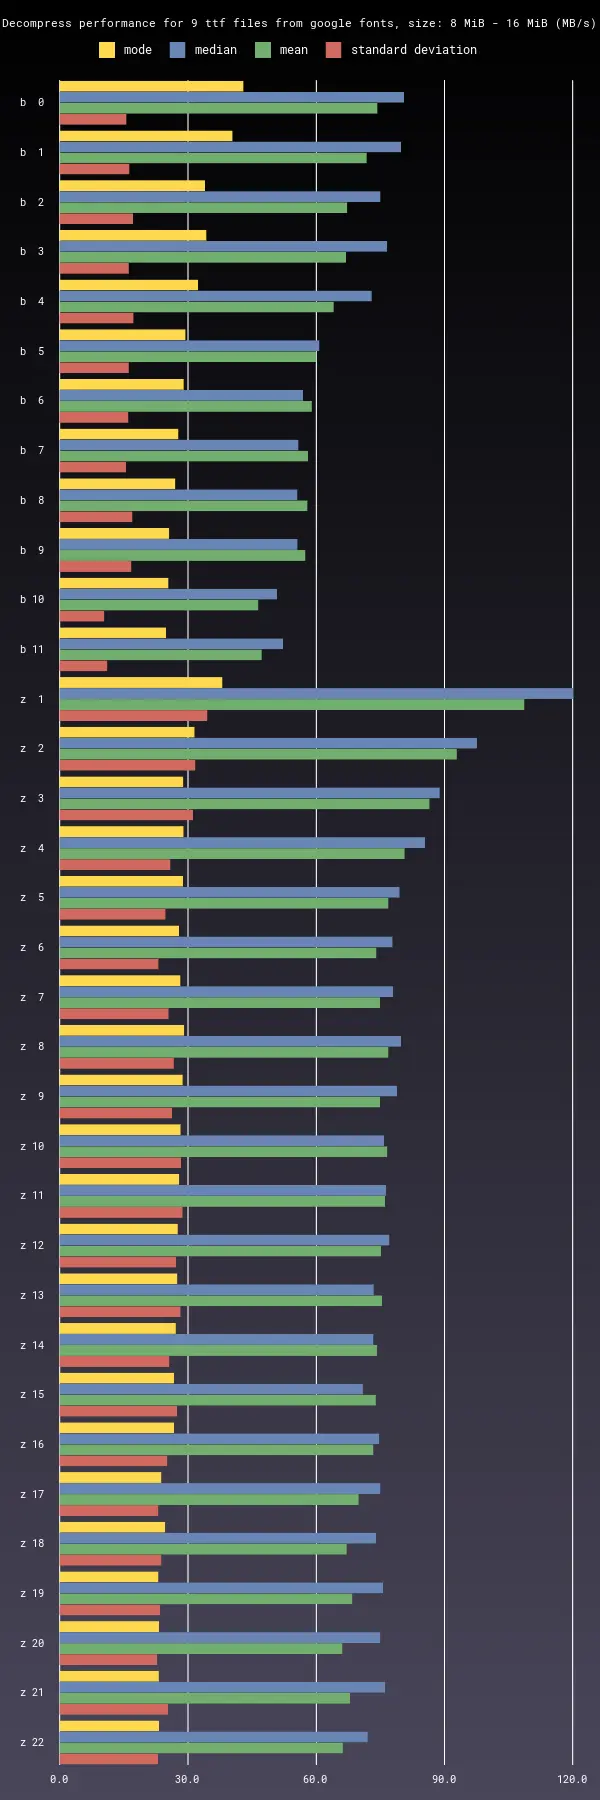 Decompress performance for 9 ttf files from google fonts, size: 8 MiB - 16 MiB (MB/s)
mode median mean standard deviation
b 0
b 1
b 2
b 3
b 4
b 5
b 6
b 7
b 8
b 9
b 10
b 11
z 1
z 2
z 3
z 4
z 5
z 6
z 7
z 8
z 9
z 10
z 11
z 12
z 13
z 14
z 15
z 16
z 17
z 18
z 19
z 20
z 21
z 22
0.0 30.0 60.0 90.0 120.0